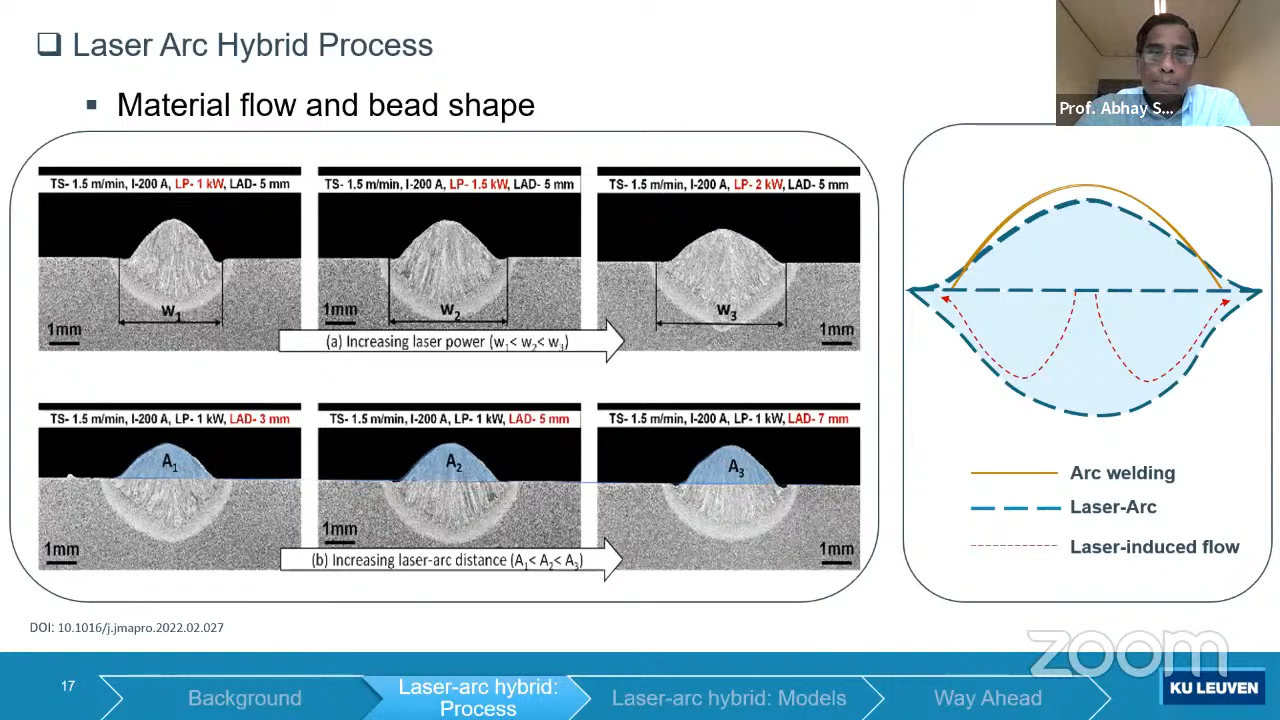 ❑ Laser Arc Hybrid Process
▪ Material flow and bead shape
Prof. Abhay S...
TS- 1.5 m/min, I-200 A, LP- 1 kW, LAD- 5 mm
TS- 1.5 m/min, I-200 A, LP- 1.5 kW, LAD- 5 mm
TS- 1.5 m/min, I-200 A, LP- 2 kW, LAD- 5 mm
w1
w2
w3
1mm
1mm
1mm
(a) Increasing laser power (w1< w2< w3)
TS- 1.5 m/min, I-200 A, LP- 1 kW, LAD- 3 mm
TS- 1.5 m/min, I-200 A, LP- 1 kW, LAD- 5 mm
TS- 1.5 m/min, I-200 A, LP- 1 kW, LAD- 7 mm
A1
A2
A3
1mm
1mm
1mm
(b) Increasing laser-arc distance (A1< A2< A3)
Arc welding
Laser-Arc
Laser-induced flow
DOI: 10.1016/j.jmapro.2022.02.027
zoom
17
Background
Laser-arc hybrid:
Process
Laser-arc hybrid: Models
Way Ahead
KU LEUVEN